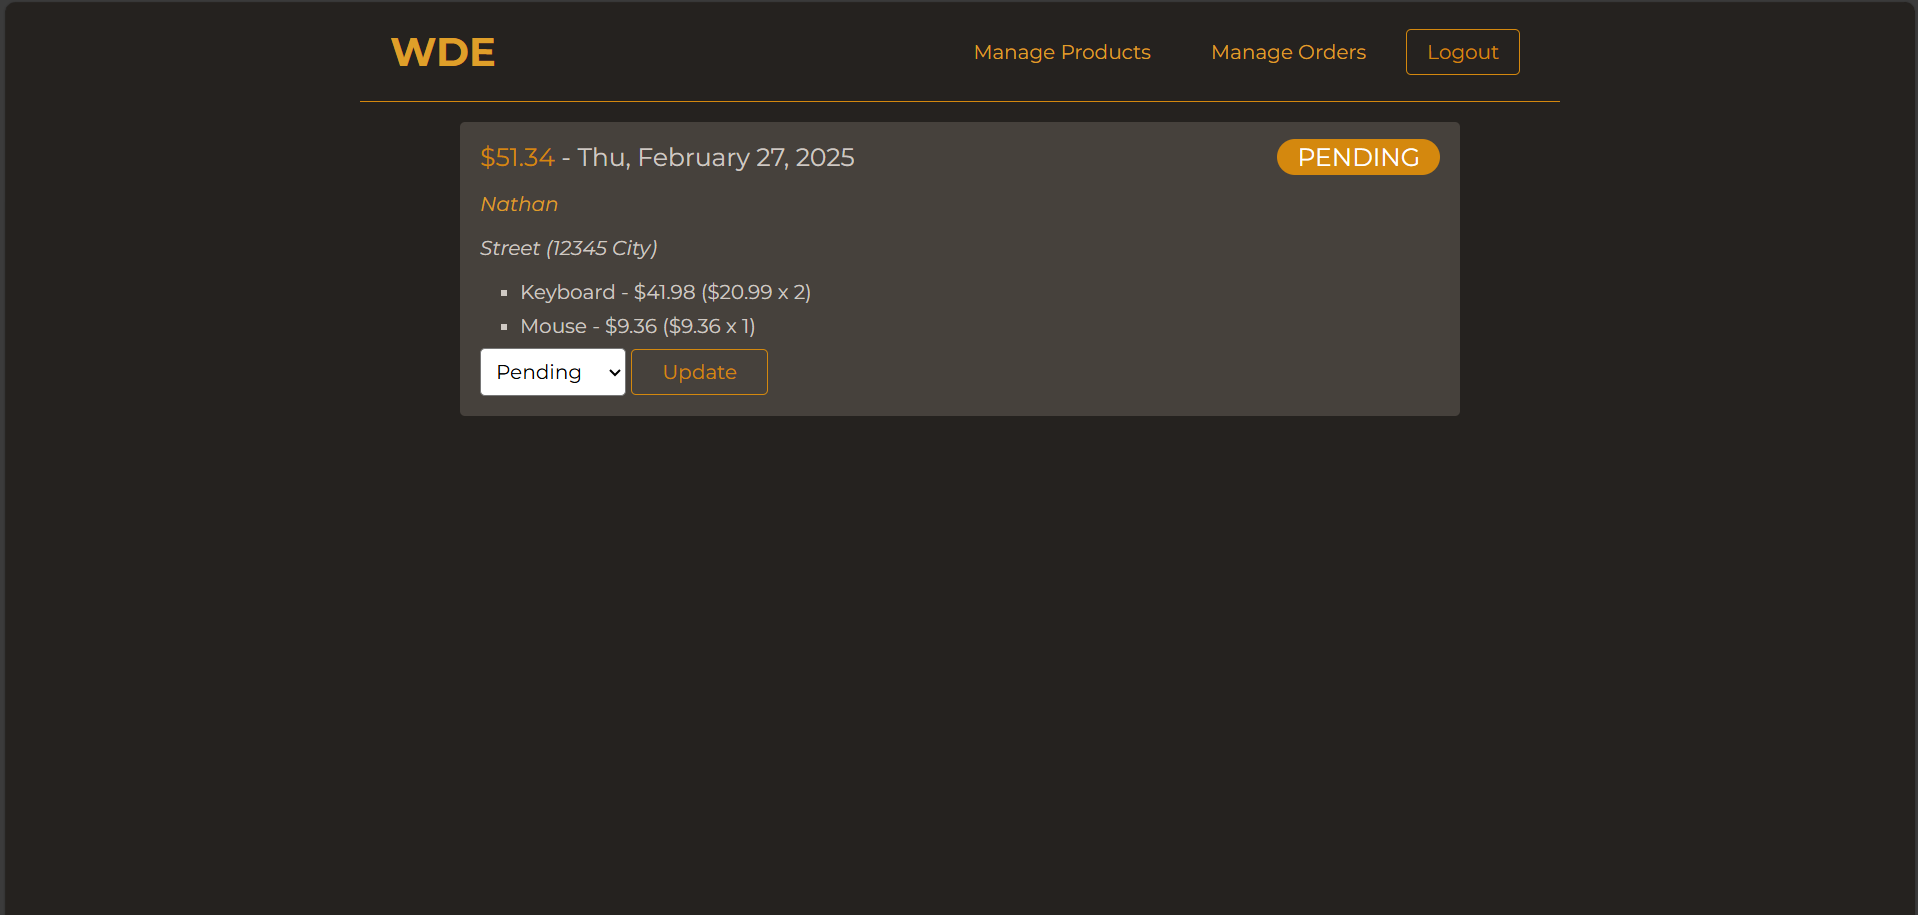 WDE Manage Products Manage Orders Logout
$51.34 - Thu, February 27, 2025 PENDING
Nathan
Street (12345 City)
Keyboard - $41.98 ($20.99 x 2)
Mouse - $9.36 ($9.36 x 1)
Pending Update